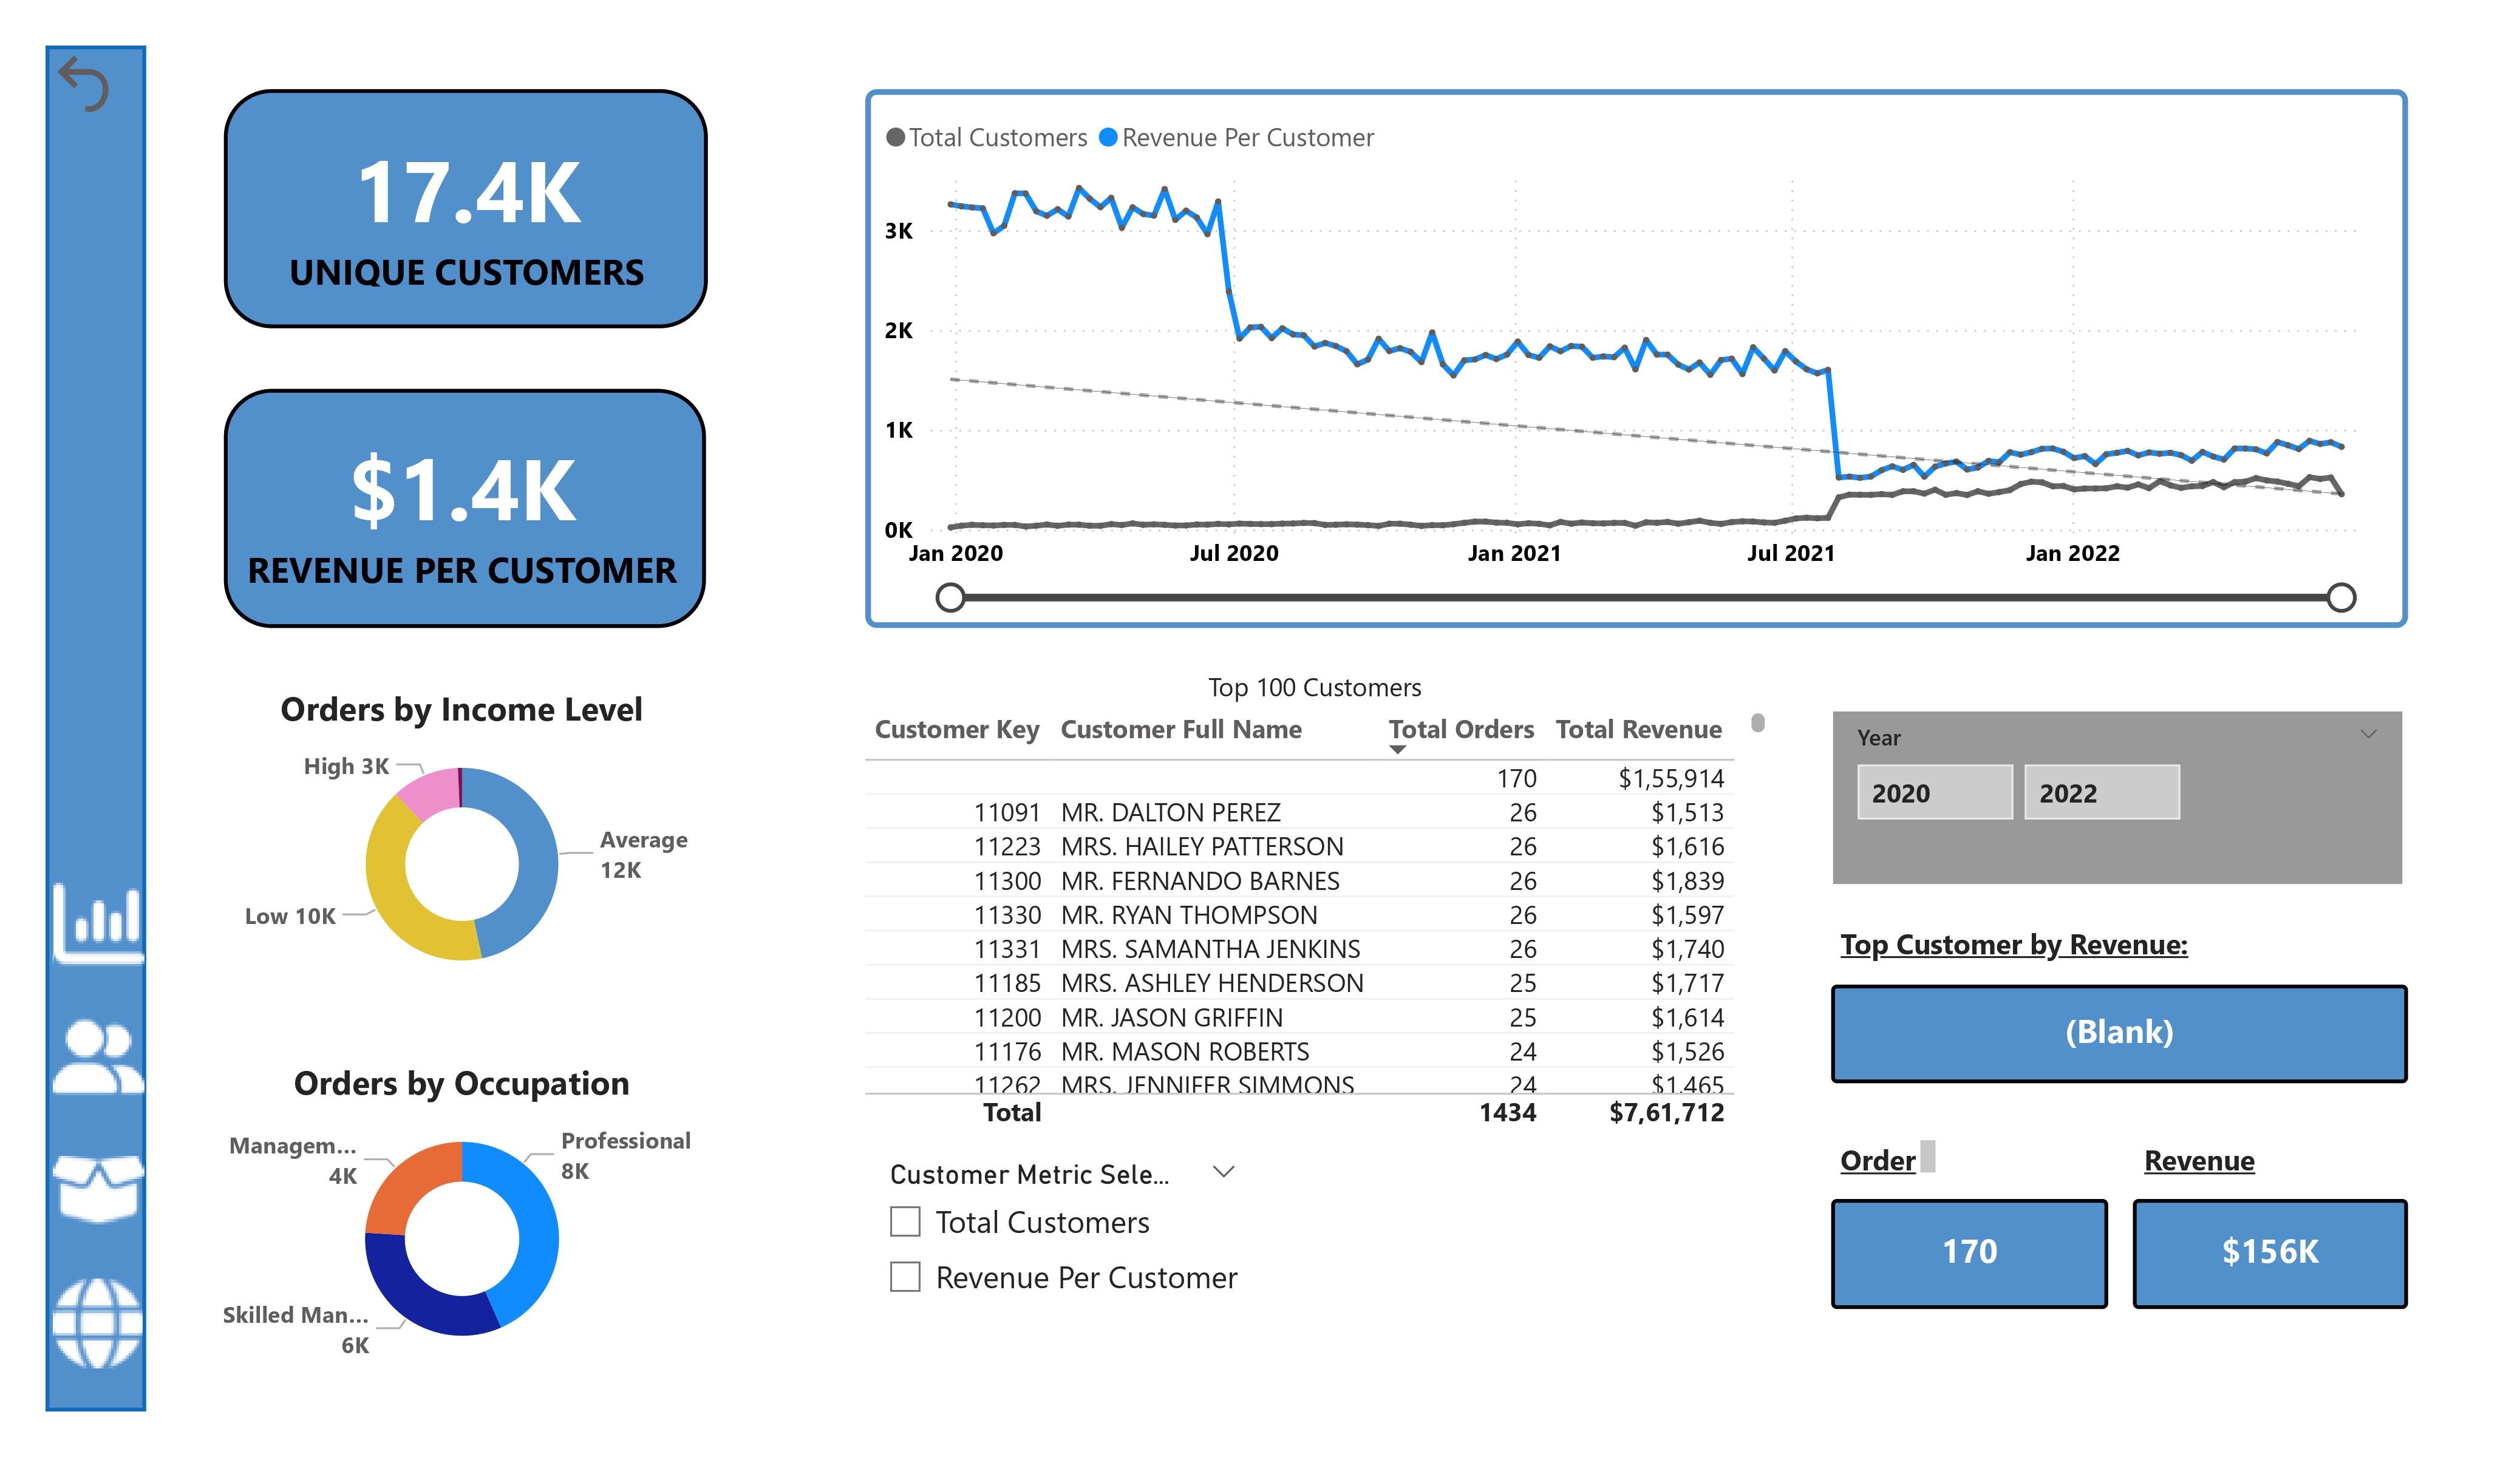 17.4K
UNIQUE CUSTOMERS
$1.4K
REVENUE PER CUSTOMER
Total Customers Revenue Per Customer
3K
2K
1K
0K
Jan 2020 Jul 2020 Jan 2021 Jul 2021 Jan 2022
Orders by Income Level
High 3K
Average
12K
Low 10K
Orders by Occupation
Managem...
4K
Professional
8K
Skilled Man...
6K
Top 100 Customers
Customer Key Customer Full Name Total Orders Total Revenue
170 $1,55,914
11091 MR. DALTON PEREZ 26 $1,513
11223 MRS. HAILEY PATTERSON 26 $1,616
11300 MR. FERNANDO BARNES 26 $1,839
11330 MR. RYAN THOMPSON 26 $1,597
11331 MRS. SAMANTHA JENKINS 26 $1,740
11185 MRS. ASHLEY HENDERSON 25 $1,717
11200 MR. JASON GRIFFIN 25 $1,614
11176 MR. MASON ROBERTS 24 $1,526
11262 MRS. JENNIFER SIMMONS 24 $1,465
Total 1434 $7,61,712
Customer Metric Sele...
Total Customers
Revenue Per Customer
Year
2020 2022
Top Customer by Revenue:
(Blank)
Order Revenue
170 $156K